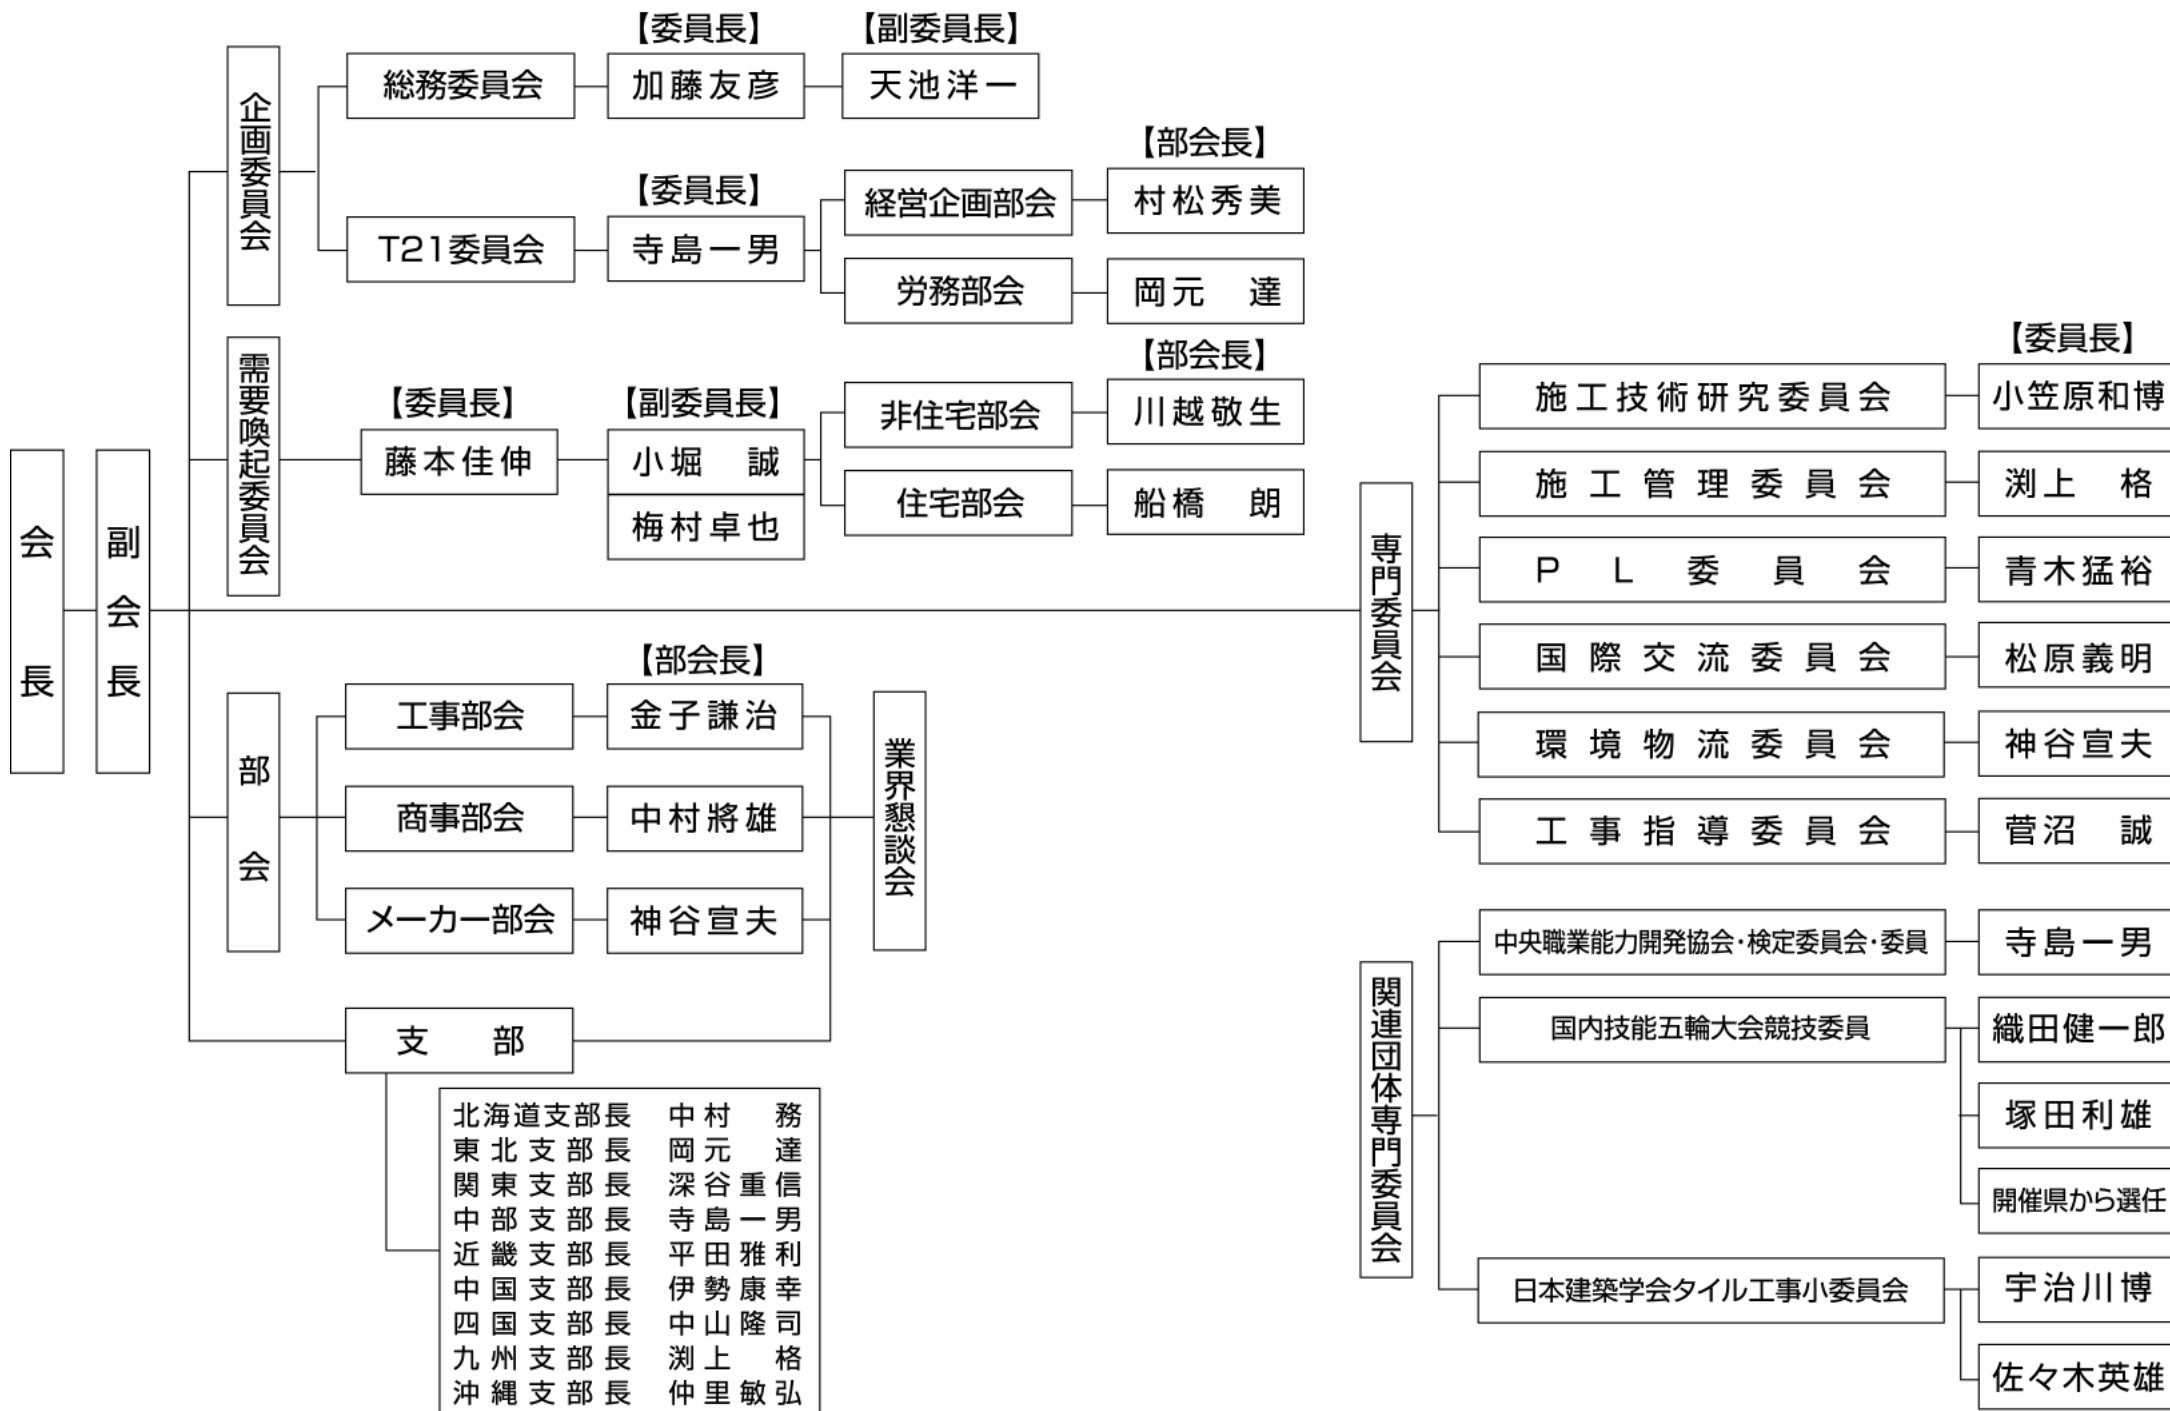 会長
副会長
企画委員会
総務委員会
【委員長】
加藤友彦
【副委員長】
天池洋一
T21委員会
【委員長】
寺島一男
経営企画部会
【部会長】
村松秀美
労務部会
岡元　達
需要喚起委員会
【委員長】
藤本佳伸
【副委員長】
小堀　誠
梅村卓也
非住宅部会
【部会長】
川越敬生
住宅部会
船橋　朗
部会
工事部会
【部会長】
金子謙治
商事部会
中村將雄
メーカー部会
神谷宣夫
業界懇談会
支部
北海道支部長　中村　務
東北支部長　岡元　達
関東支部長　深谷重信
中部支部長　寺島一男
近畿支部長　平田雅利
中国支部長　伊勢康幸
四国支部長　中山隆司
九州支部長　渕上　格
沖縄支部長　仲里敏弘
専門委員会
【委員長】
施工技術研究委員会　小笠原和博
施工管理委員会　渕上　格
PL委員会　青木猛裕
国際交流委員会　松原義明
環境物流委員会　神谷宣夫
工事指導委員会　菅沼　誠
関連団体専門委員会
中央職業能力開発協会・検定委員会・委員　寺島一男
国内技能五輪大会競技委員　織田健一郎
塚田利雄
開催県から選任
日本建築学会タイル工事小委員会　宇治川博
佐々木英雄